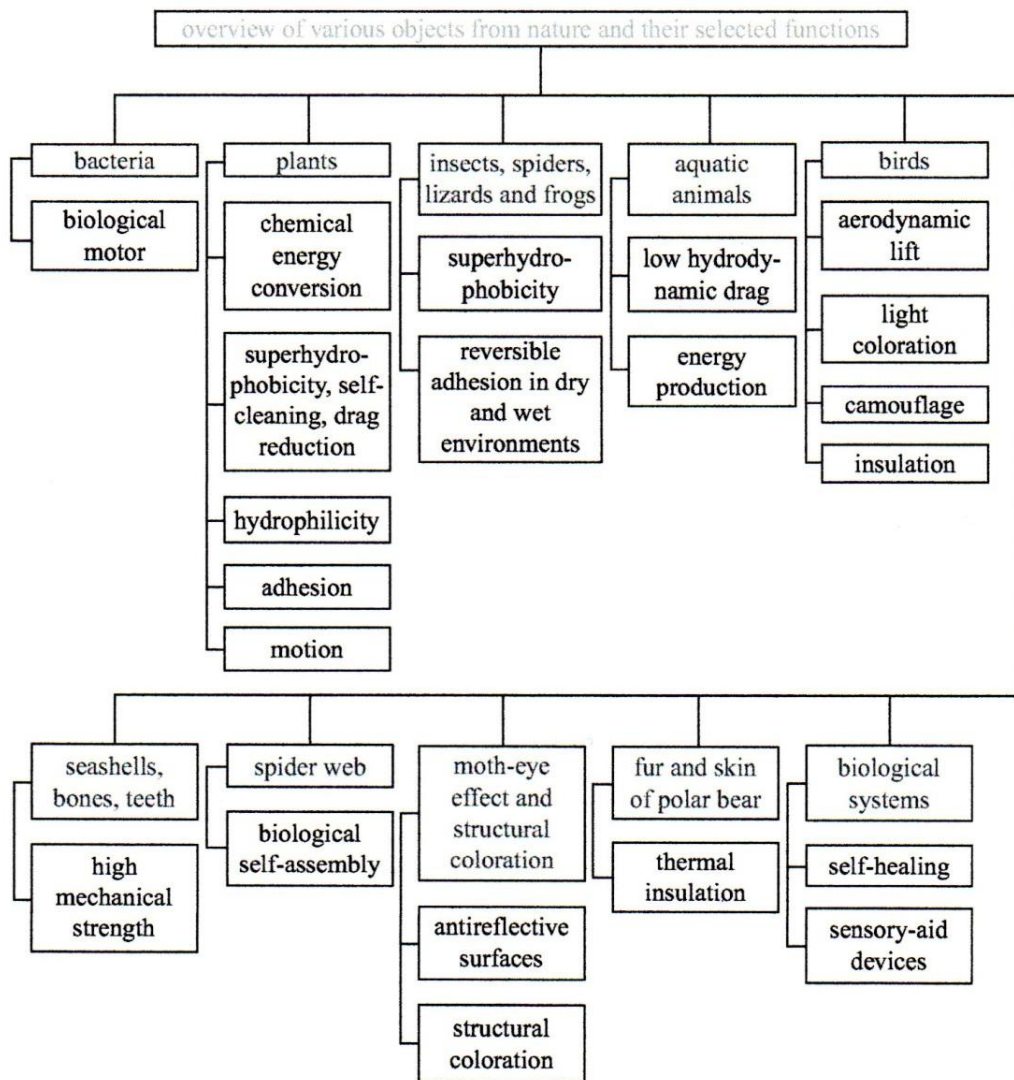 overview of various objects from nature and their selected functions
bacteria
biological
motor
plants
chemical
energy
conversion
superhydro-
phobicity, self-
cleaning, drag
reduction
hydrophilicity
adhesion
motion
insects, spiders,
lizards and frogs
superhydro-
phobicity
reversible
adhesion in dry
and wet
environments
aquatic
animals
low hydrody-
namic drag
energy
production
birds
aerodynamic
lift
light
coloration
camouflage
insulation
seashells,
bones, teeth
high
mechanical
strength
spider web
biological
self-assembly
moth-eye
effect and
structural
coloration
antireflective
surfaces
structural
coloration
fur and skin
of polar bear
thermal
insulation
biological
systems
self-healing
sensory-aid
devices